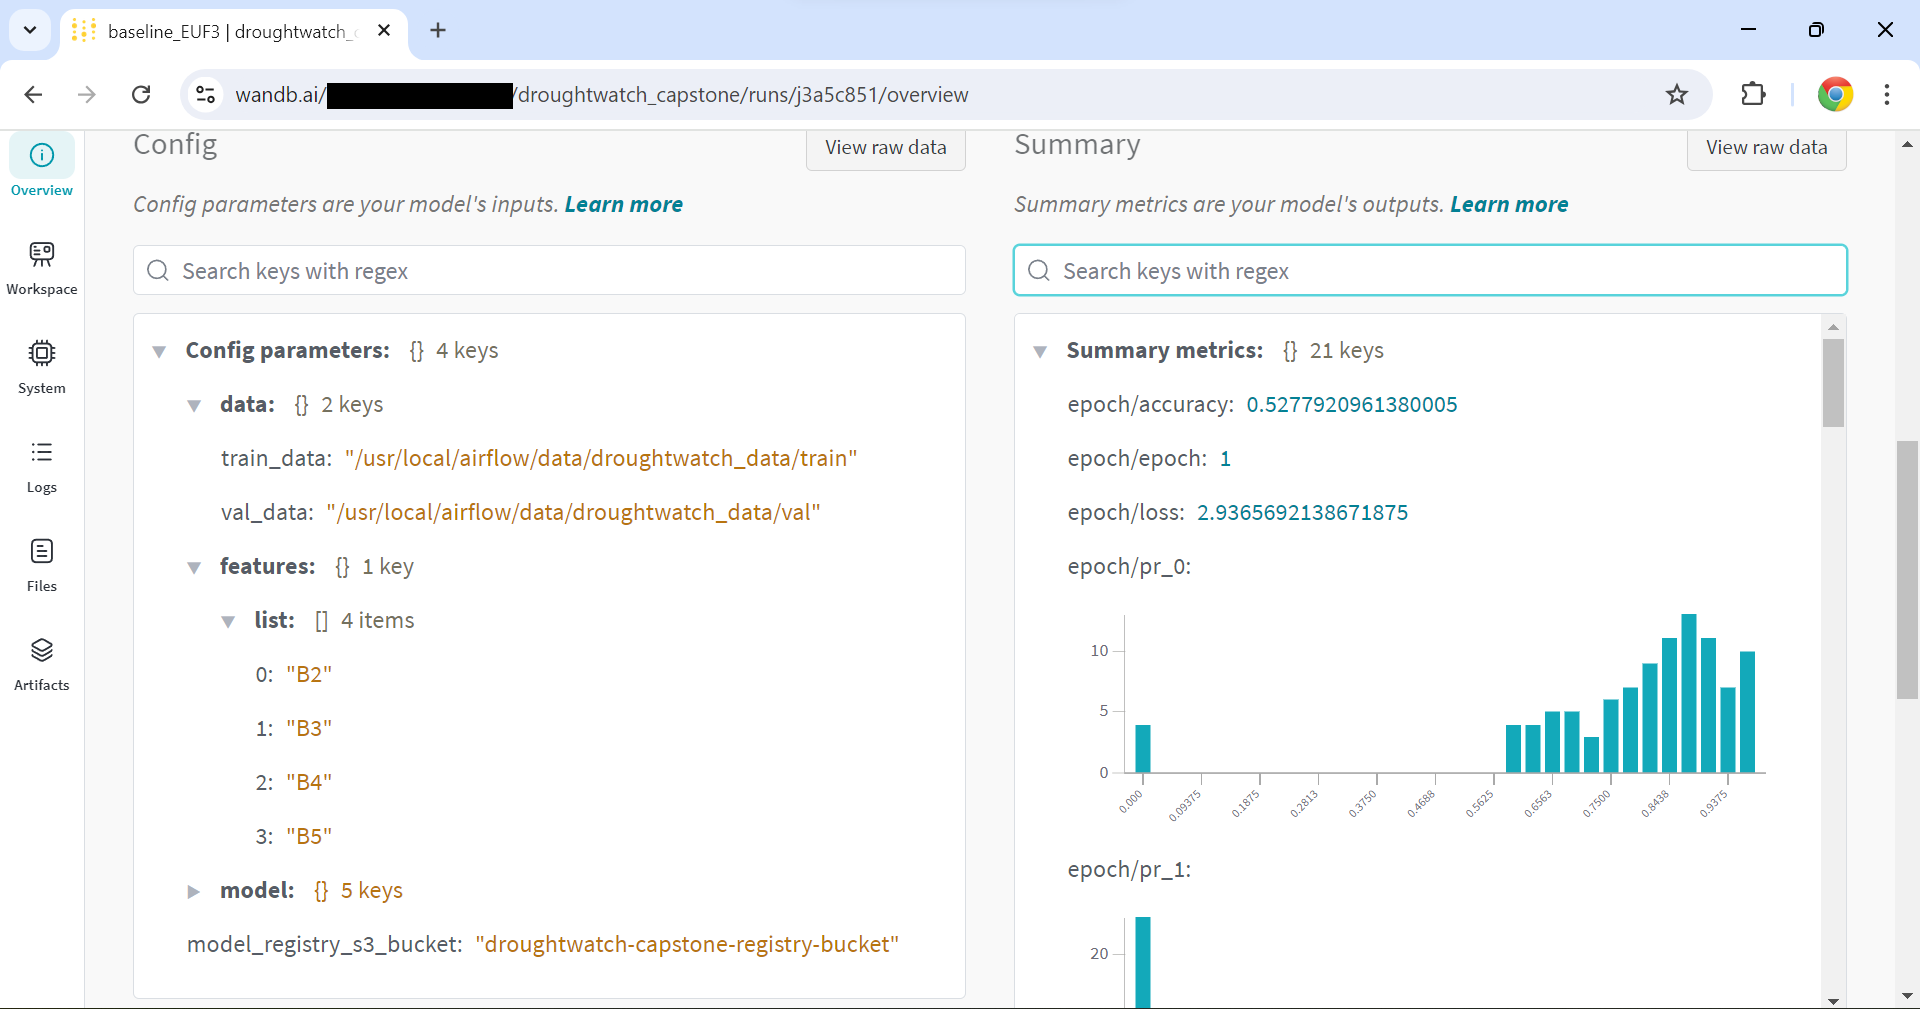 baseline_EUF3 | droughtwatch_
wandb.ai/ /droughtwatch_capstone/runs/j3a5c851/overview
Overview
Workspace
System
Logs
Files
Artifacts
Config
View raw data
Config parameters are your model's inputs. Learn more
Search keys with regex
Config parameters: {} 4 keys
data: {} 2 keys
train_data: "/usr/local/airflow/data/droughtwatch_data/train"
val_data: "/usr/local/airflow/data/droughtwatch_data/val"
features: {} 1 key
list: [] 4 items
0: "B2"
1: "B3"
2: "B4"
3: "B5"
model: {} 5 keys
model_registry_s3_bucket: "droughtwatch-capstone-registry-bucket"
Summary
View raw data
Summary metrics are your model's outputs. Learn more
Search keys with regex
Summary metrics: {} 21 keys
epoch/accuracy: 0.5277920961380005
epoch/epoch: 1
epoch/loss: 2.9365692138671875
epoch/pr_0:
10
5
0
0.000 0.09375 0.1875 0.2813 0.3750 0.4688 0.5625 0.6563 0.7500 0.8438 0.9375
epoch/pr_1:
20